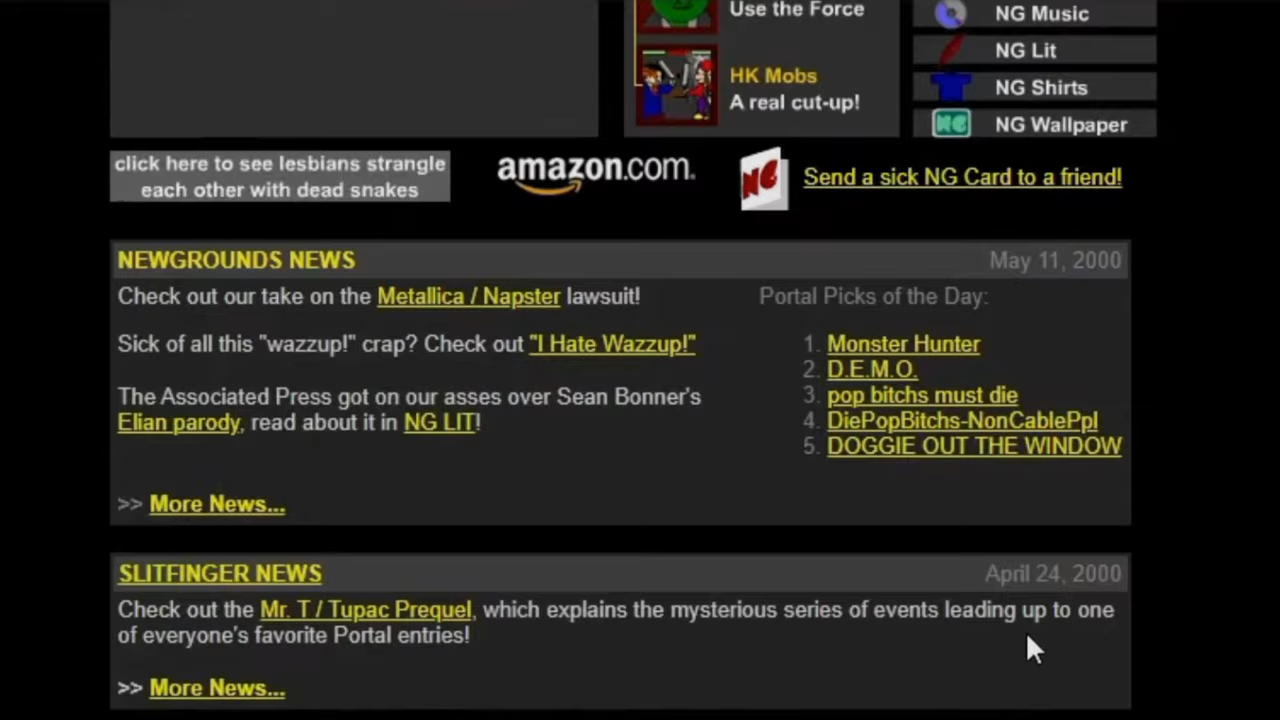 Use the Force
HK Mobs
A real cut-up!
NG Music
NG Lit
NG Shirts
NG
NG Wallpaper
click here to see lesbians strangle
each other with dead snakes
amazon.com.
NG
Send a sick NG Card to a friend!
NEWGROUNDS NEWS
May 11, 2000
Check out our take on the Metallica / Napster lawsuit!
Sick of all this "wazzup!" crap? Check out "I Hate Wazzup!"
The Associated Press got on our asses over Sean Bonner's
Elian parody, read about it in NG LIT!
>> More News...
Portal Picks of the Day:
1. Monster Hunter
2. D.E.M.O.
3. pop bitchs must die
4. DiePopBitchs-NonCablePpl
5. DOGGIE OUT THE WINDOW
SLITFINGER NEWS
April 24, 2000
Check out the Mr. T / Tupac Prequel, which explains the mysterious series of events leading up to one
of everyone's favorite Portal entries!
>> More News...